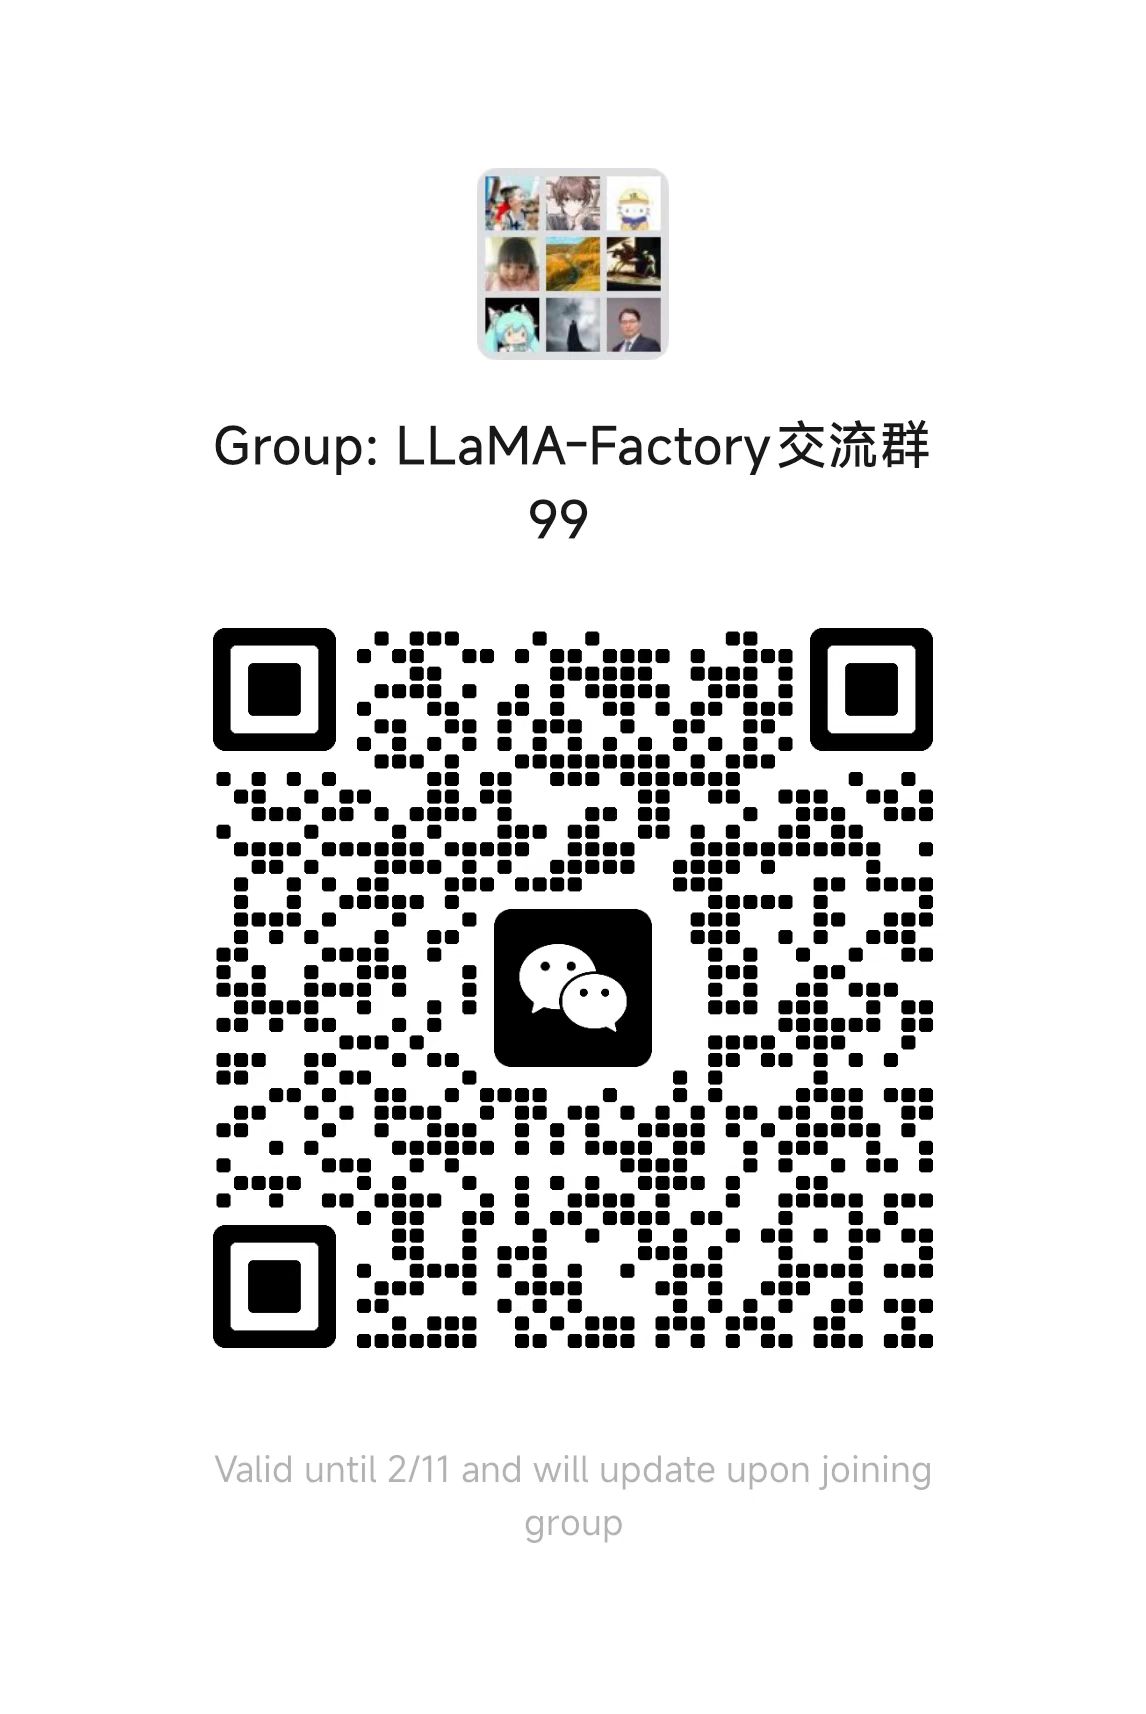 Group: LLaMA-Factory交流群
99
Valid until 2/11 and will update upon joining
group